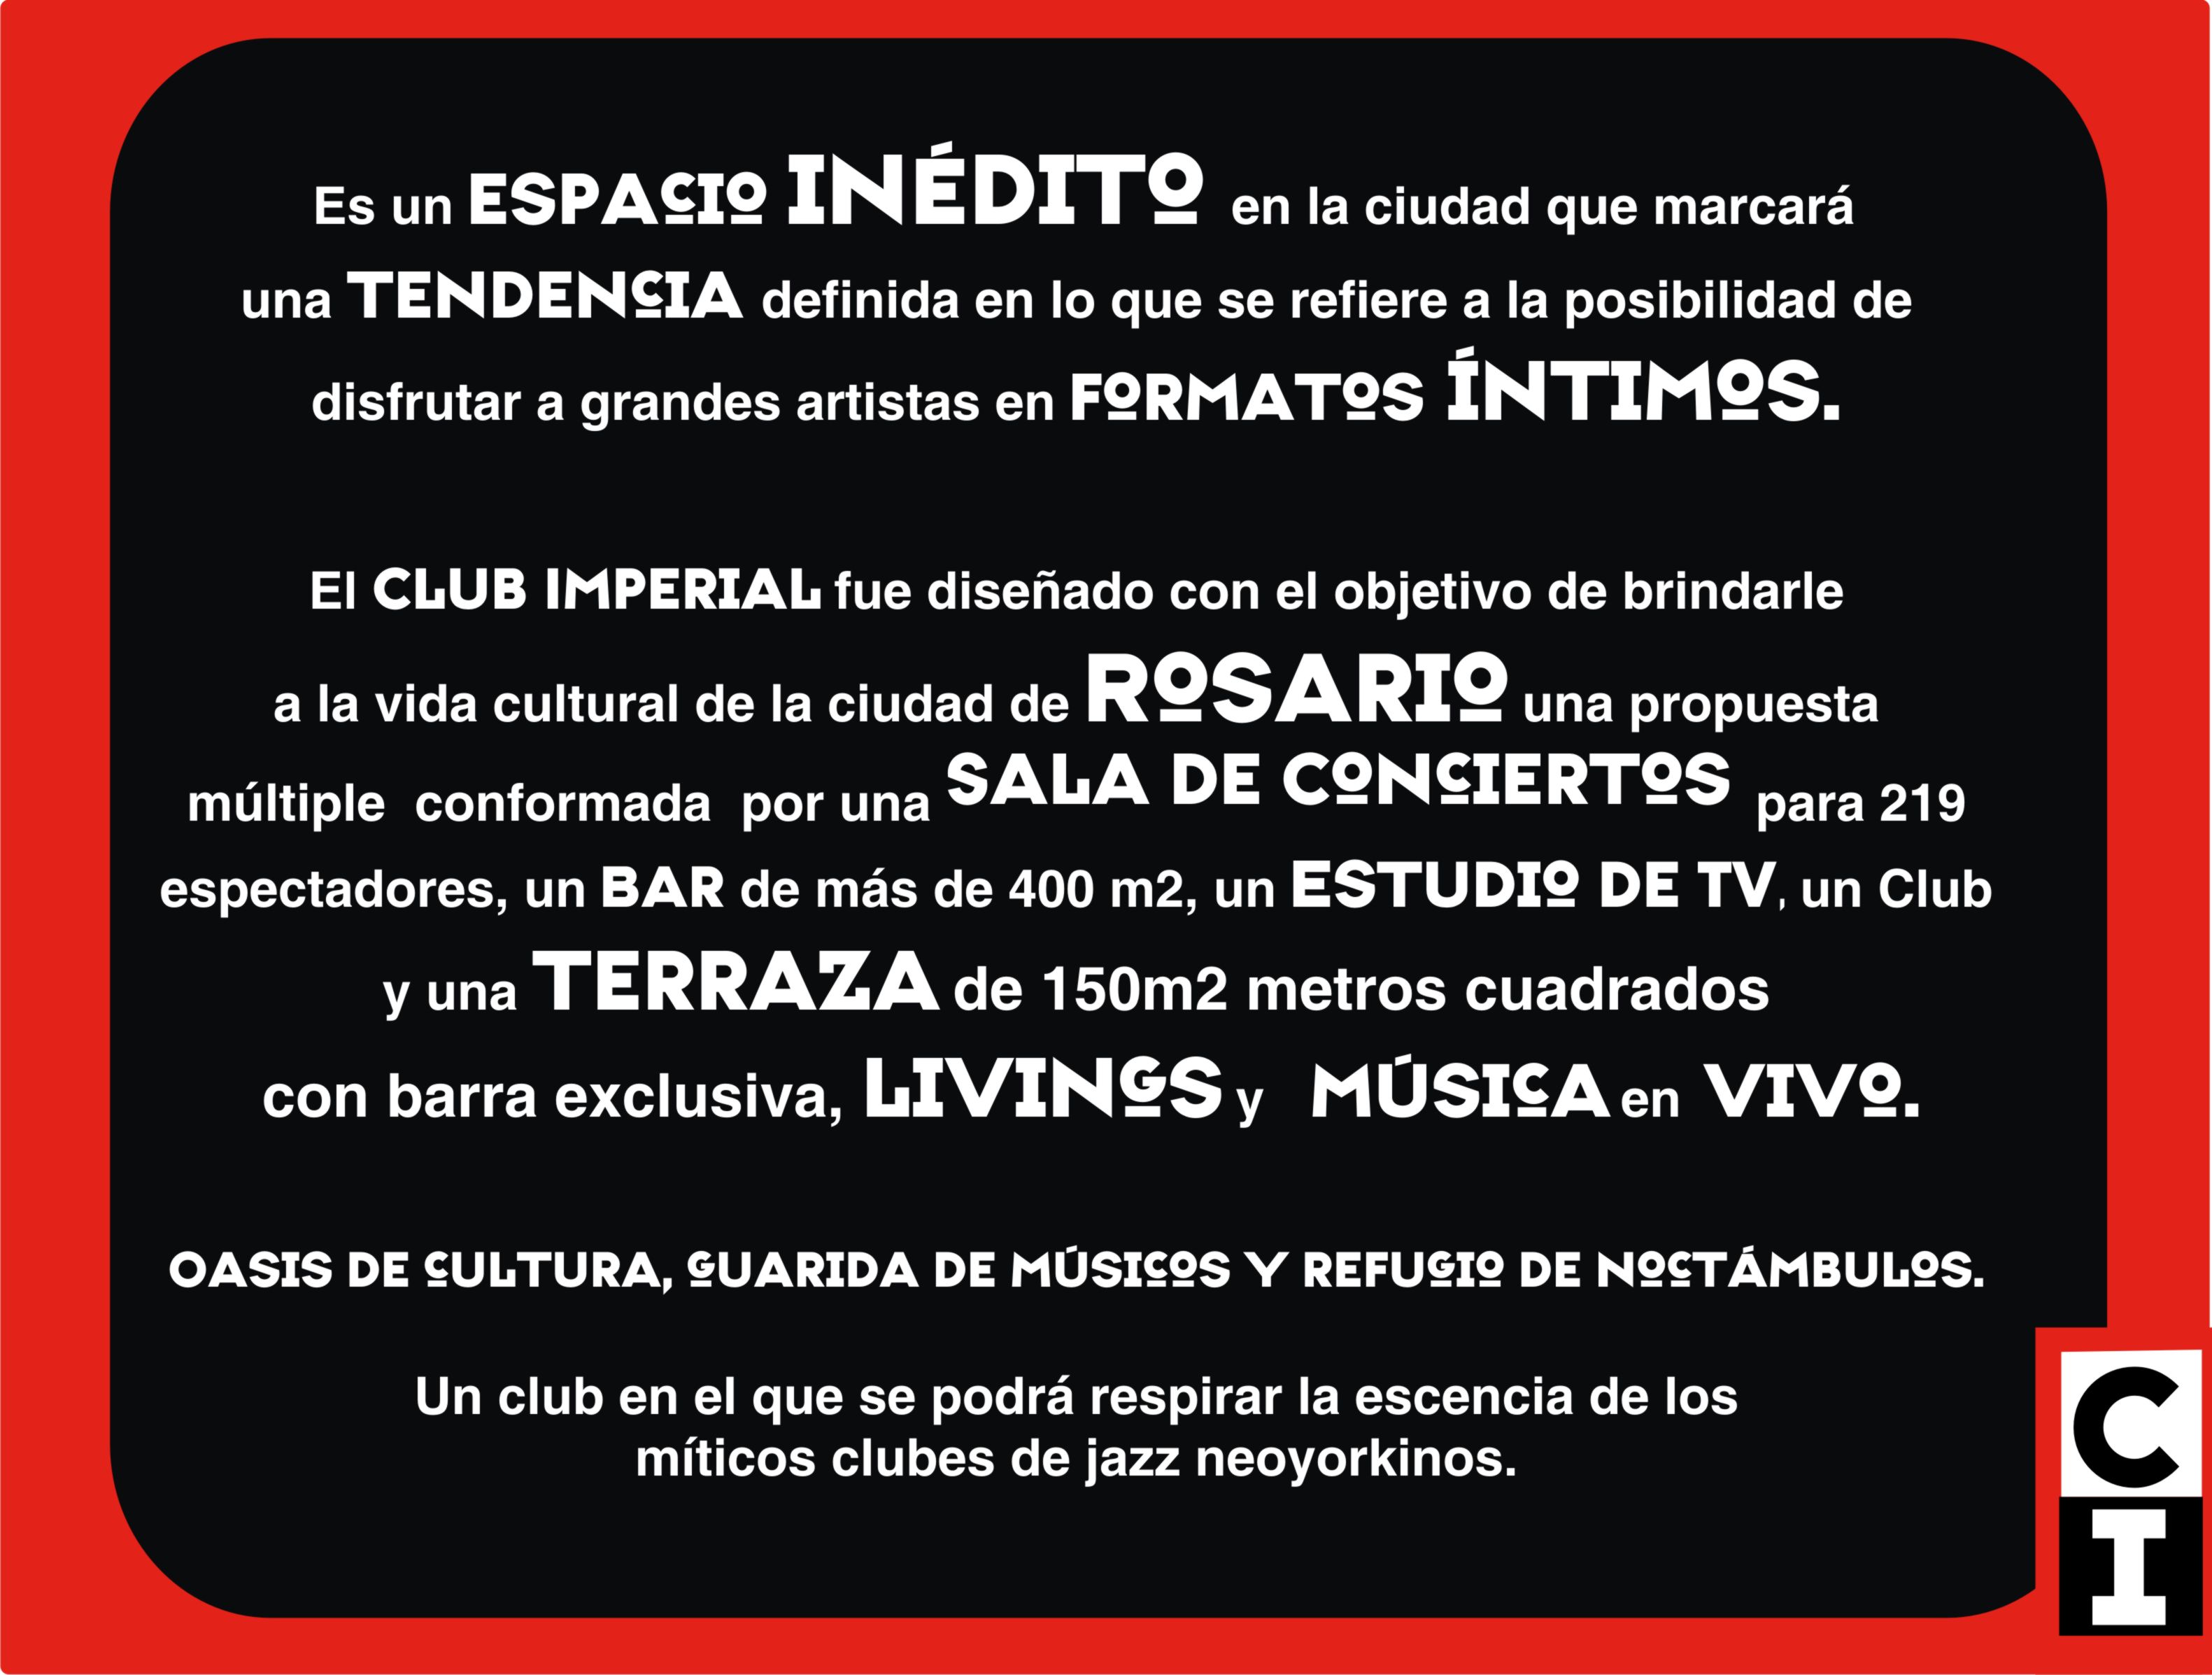 Es un ESPACIO INÉDITO en la ciudad que marcará
una TENDENCIA definida en lo que se refiere a la posibilidad de
disfrutar a grandes artistas en FORMATOS ÍNTIMOS.
El CLUB IMPERIAL fue diseñado con el objetivo de brindarle
a la vida cultural de la ciudad de ROSARIO una propuesta
múltiple conformada por una SALA DE CONCIERTOS para 219
espectadores, un BAR de más de 400 m2, un ESTUDIO DE TV, un Club
y una TERRAZA de 150m2 metros cuadrados
con barra exclusiva, LIVINGS y MÚSICA en VIVO.
OASIS DE CULTURA, GUARIDA DE MÚSICOS Y REFUGIO DE NOCTÁMBULOS.
Un club en el que se podrá respirar la escencia de los
míticos clubes de jazz neoyorkinos.
C
I